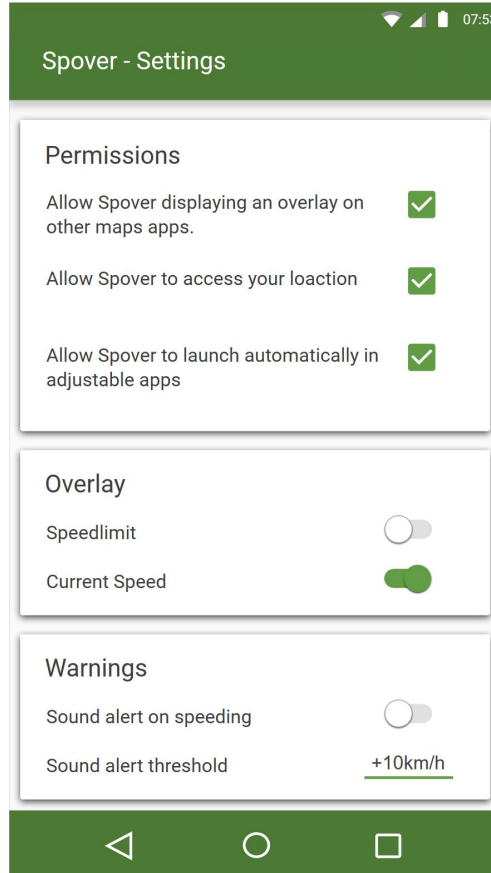 07:53
Spover - Settings
Permissions
Allow Spover displaying an overlay on
other maps apps.
Allow Spover to access your loaction
Allow Spover to launch automatically in
adjustable apps
Overlay
Speedlimit
Current Speed
Warnings
Sound alert on speeding
Sound alert threshold
+10km/h